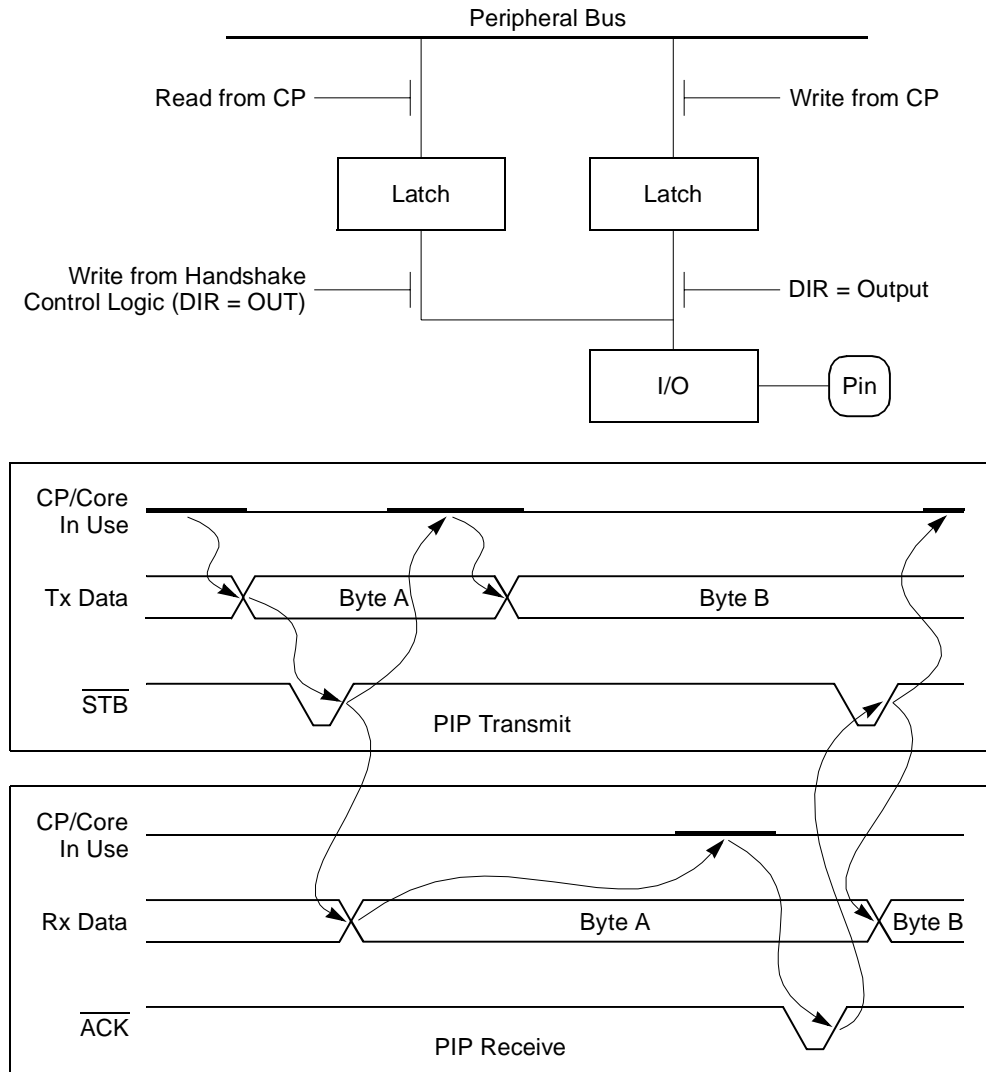 Peripheral Bus
Read from CP
Write from CP
Latch
Latch
Write from Handshake
Control Logic (DIR = OUT)
DIR = Output
I/O
Pin
CP/Core
In Use
Tx Data
Byte A
Byte B
STB
PIP Transmit
CP/Core
In Use
Rx Data
Byte A
Byte B
ACK
PIP Receive